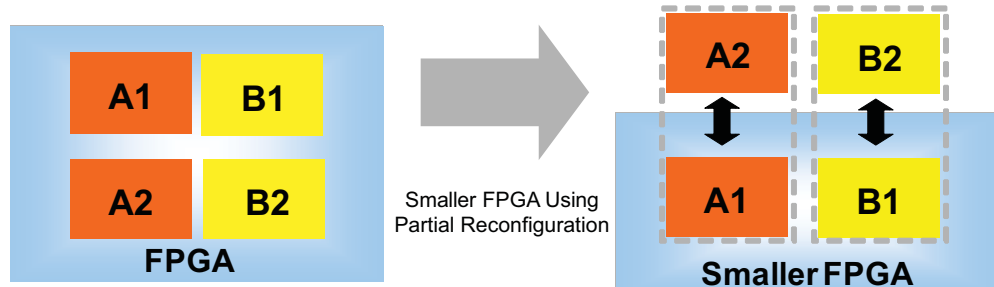 A1
B1
A2
B2
FPGA
Smaller FPGA Using
Partial Reconfiguration
A2
B2
A1
B1
Smaller FPGA